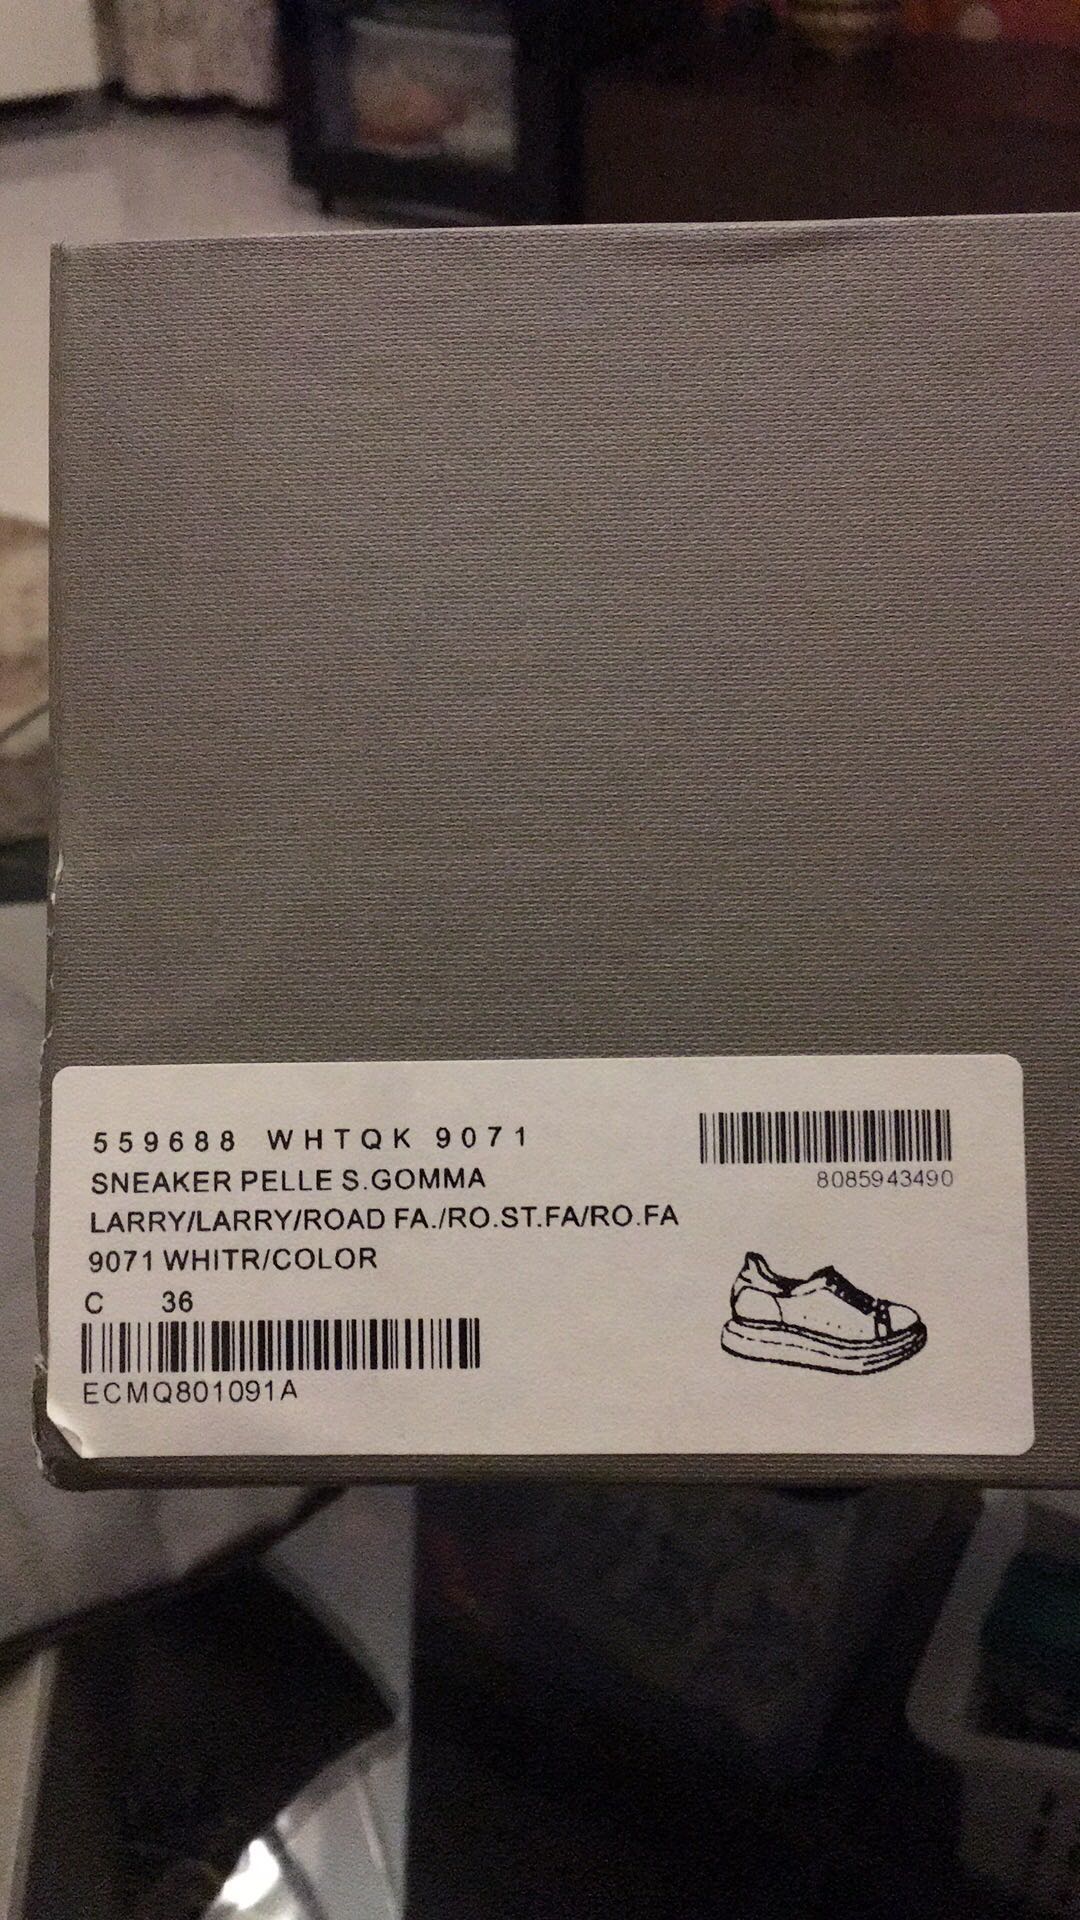 559688 WHTQK 9071
8085943490
SNEAKER PELLE S.GOMMA
LARRY/LARRY/ROAD FA./RO.ST.FA/RO.FA
9071 WHITR/COLOR
C 36
ECMQ801091A